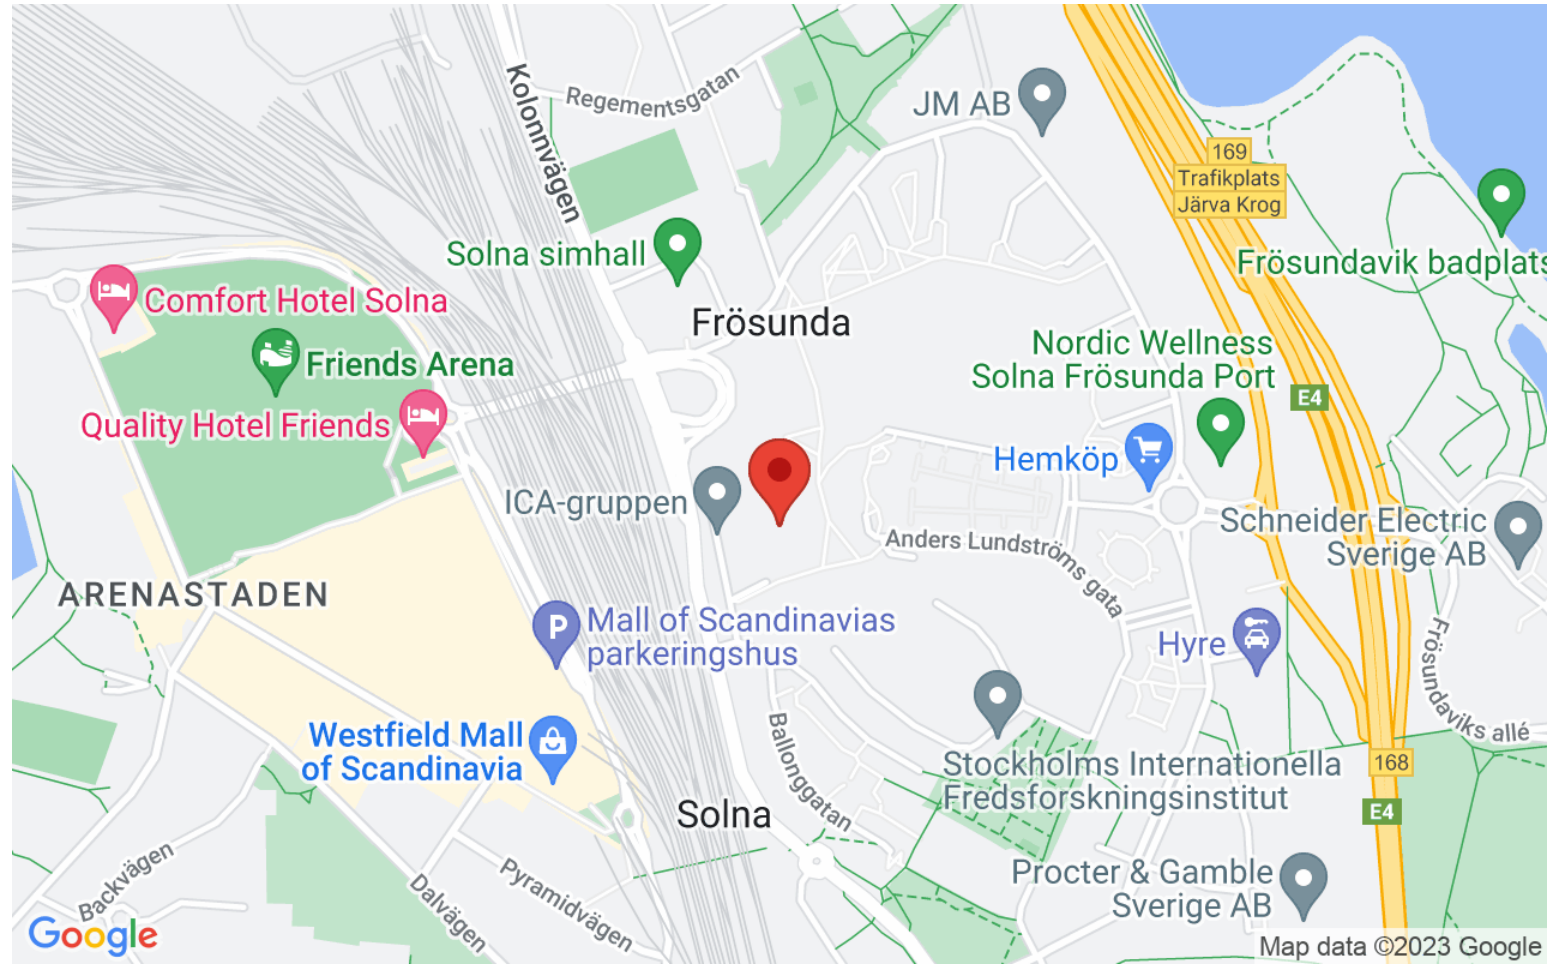 Kolonnvägen
Regementsgatan
JM AB
169
Trafikplats
Järva Krog
Solna simhall
Frösundavik badplats
Comfort Hotel Solna
Frösunda
Friends Arena
Nordic Wellness
Solna Frösunda Port
E4
Quality Hotel Friends
Hemköp
ICA-gruppen
Schneider Electric
Sverige AB
Anders Lundströms gata
ARENASTADEN
P
Mall of Scandinavias
parkeringshus
Hyre
Frösundaviks allé
Westfield Mall
of Scandinavia
Ballonggatan
Stockholms Internationella
Fredsforskningsinstitut
168
E4
Solna
Backvägen
Dalvägen
Pyramidvägen
Procter & Gamble
Sverige AB
Google
Map data ©2023 Google